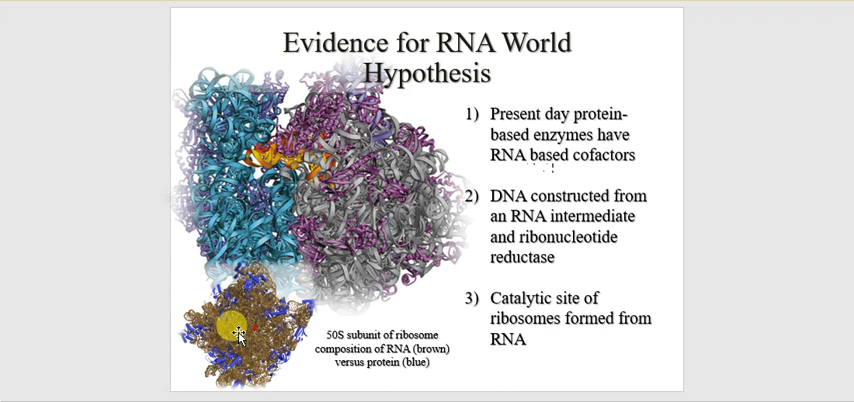 Evidence for RNA World
Hypothesis
1) Present day protein-
based enzymes have
RNA based cofactors
2) DNA constructed from
an RNA intermediate
and ribonucleotide
reductase
3) Catalytic site of
ribosomes formed from
RNA
50S subunit of ribosome
composition of RNA (brown)
versus protein (blue)